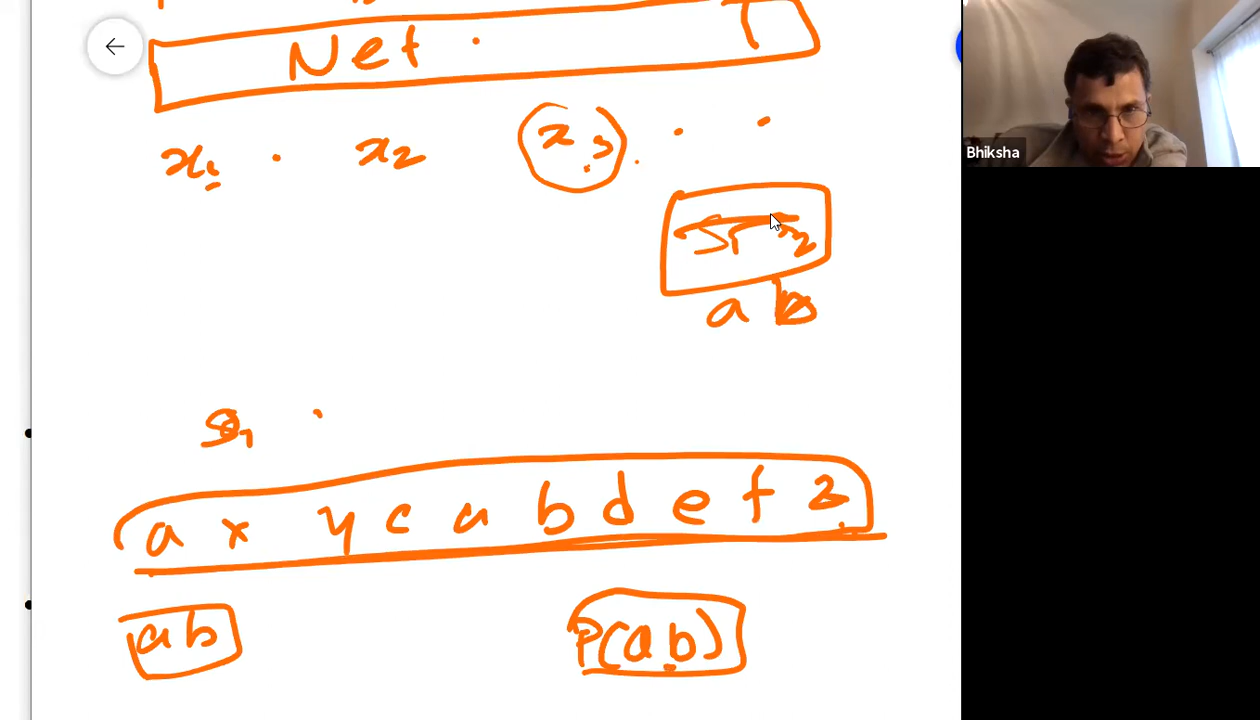 Net
x₁ x₂ x₃
Bhiksha
a b
a x y c a b d e f z
ab P(ab)